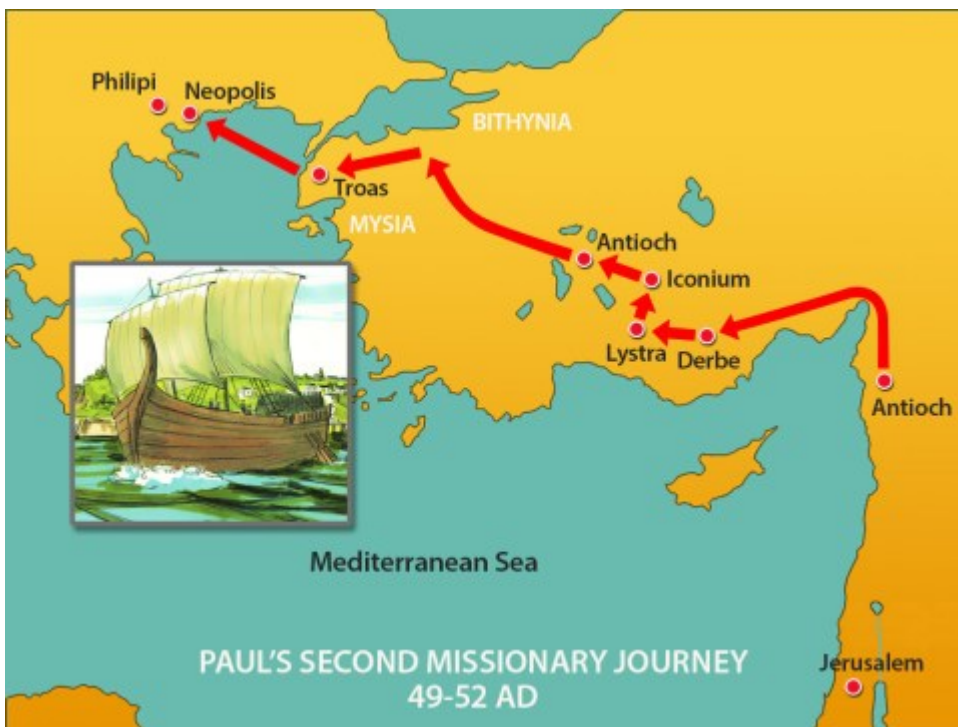 Philipi
Neopolis
BITHYNIA
Troas
MYSIA
Antioch
Iconium
Lystra
Derbe
Antioch
Mediterranean Sea
PAUL'S SECOND MISSIONARY JOURNEY
49-52 AD
Jerusalem